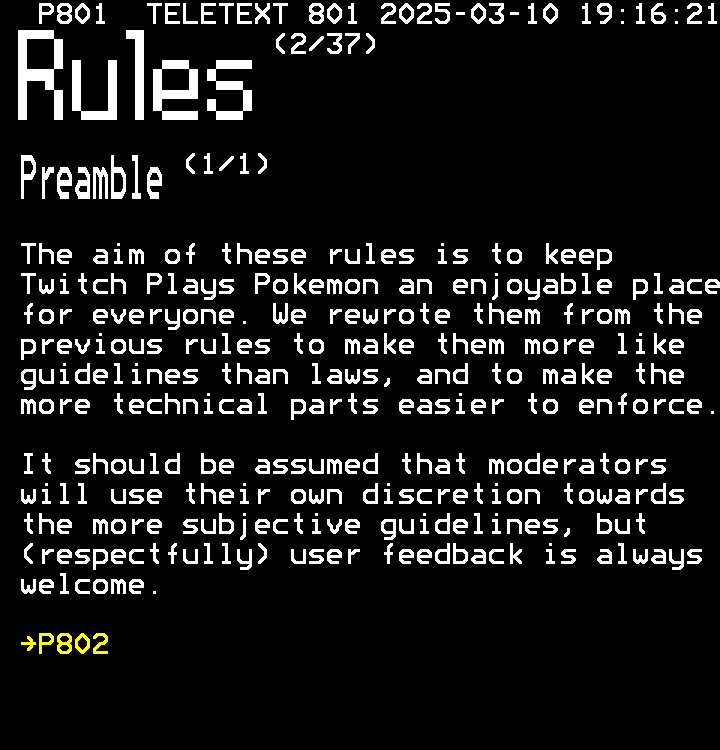 P801 TELETEXT 801 2025-03-10 19:16:21
Rules (2/37)
Preamble (1/1)
The aim of these rules is to keep
Twitch Plays Pokemon an enjoyable place
for everyone. We rewrote them from the
previous rules to make them more like
guidelines than laws, and to make the
more technical parts easier to enforce.
It should be assumed that moderators
will use their own discretion towards
the more subjective guidelines, but
(respectfully) user feedback is always
welcome.
→P802